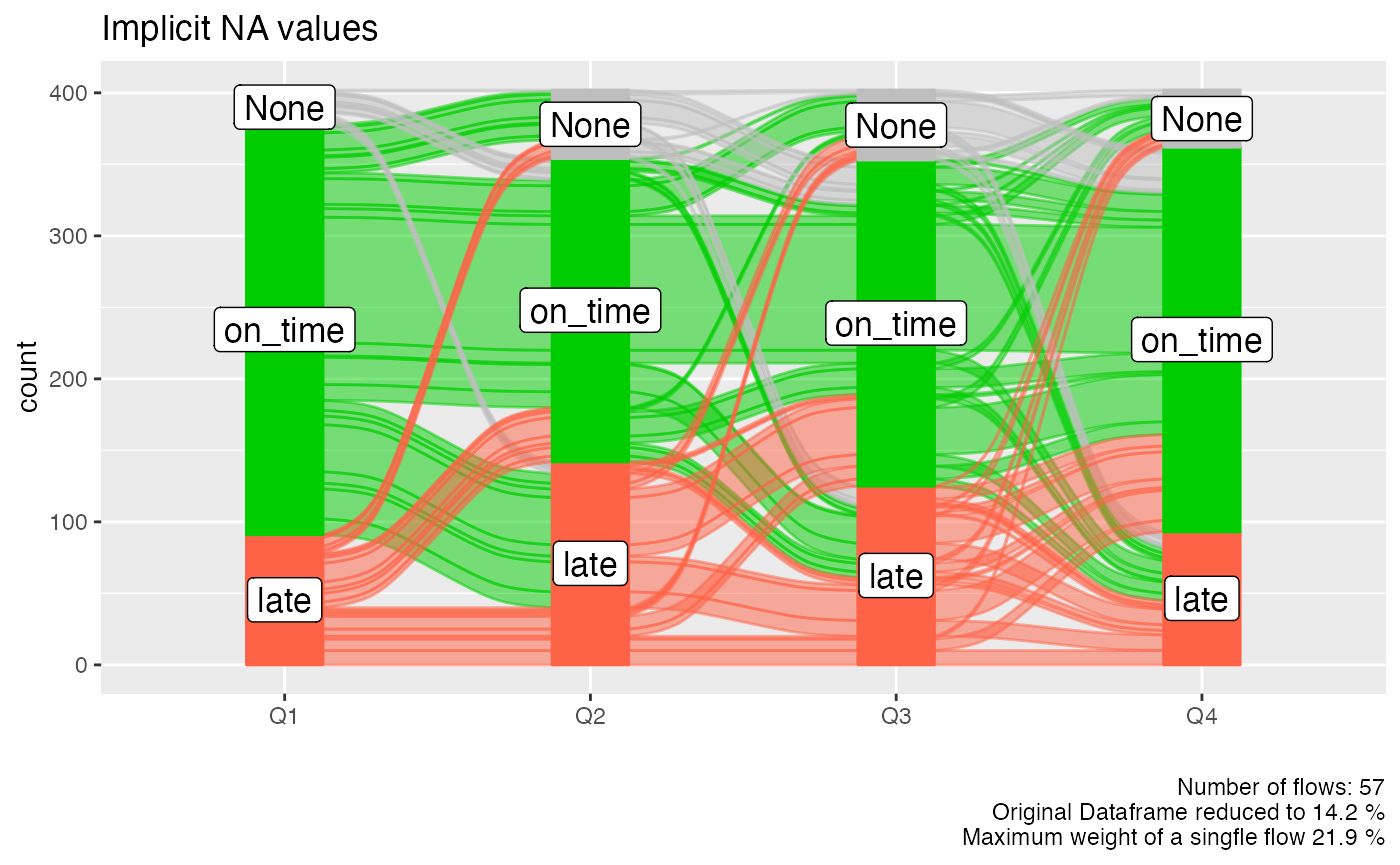 Implicit NA values
400
300
200
100
0
count
None
None
None
None
on_time
on_time
on_time
on_time
late
late
late
late
Q1
Q2
Q3
Q4
Number of flows: 57
Original Dataframe reduced to 14.2 %
Maximum weight of a singfle flow 21.9 %